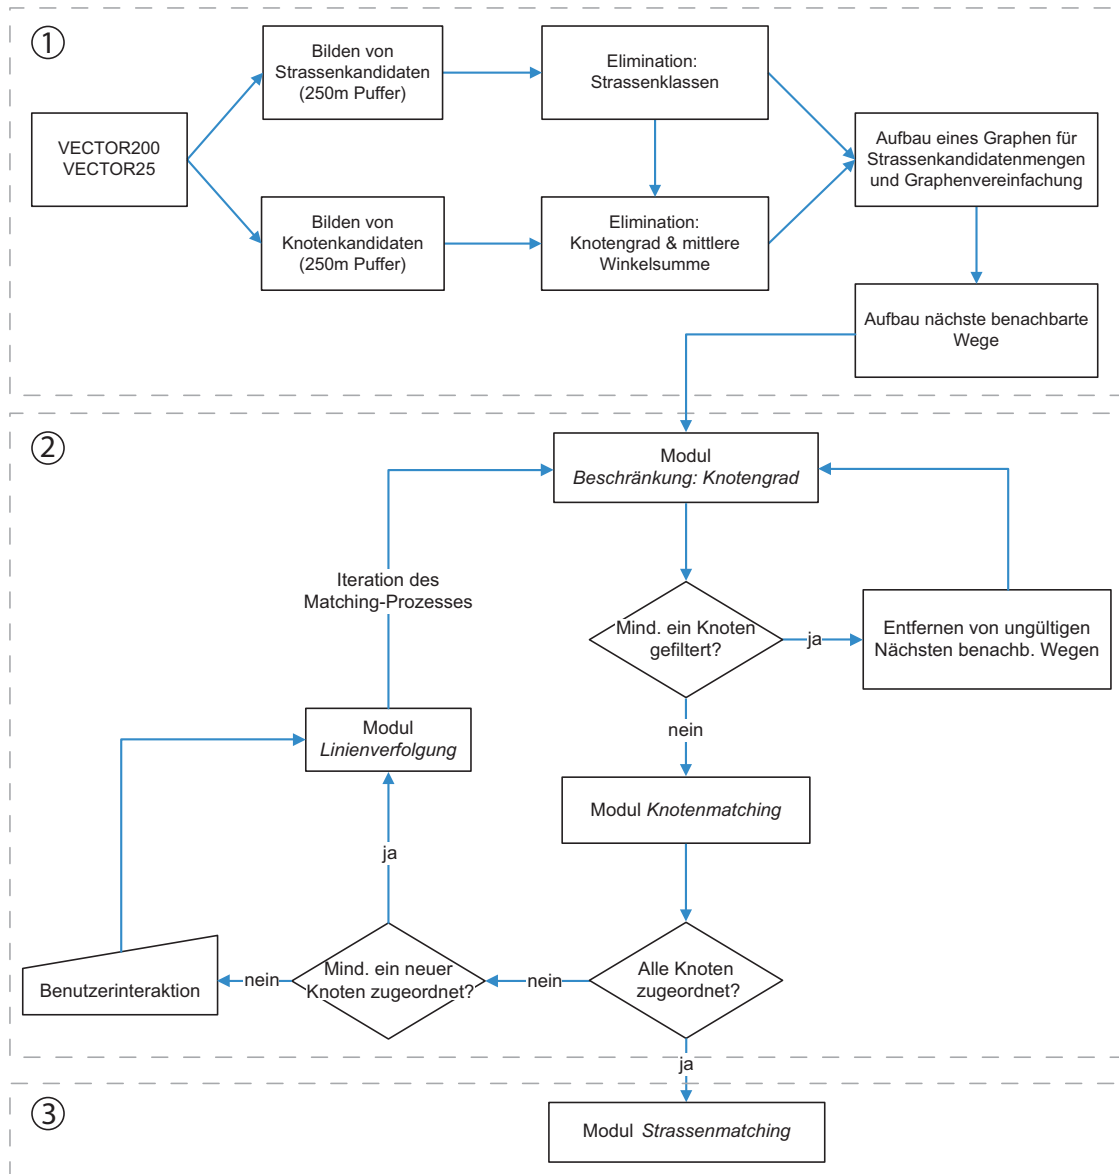 1
Bilden von
Strassenkandidaten
(250m Puffer)
Elimination:
Strassenklassen
VECTOR200
VECTOR25
Aufbau eines Graphen für
Strassenkandidatenmengen
und Graphenvereinfachung
Bilden von
Knotenkandidaten
(250m Puffer)
Elimination:
Knotengrad & mittlere
Winkelsumme
Aufbau nächste benachbarte
Wege
2
Modul
Beschränkung: Knotengrad
Iteration des
Matching-Prozesses
Mind. ein Knoten
gefiltert?
ja
Entfernen von ungültigen
Nächsten benachb. Wegen
nein
Modul
Linienverfolgung
Modul Knotenmatching
ja
Benutzerinteraktion
nein
Mind. ein neuer
Knoten zugeordnet?
nein
Alle Knoten
zugeordnet?
ja
3
Modul Strassenmatching